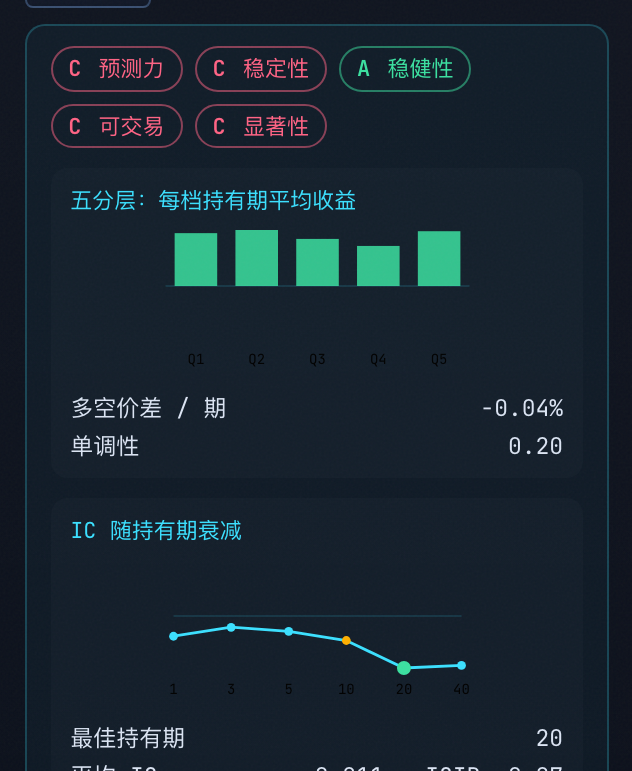 C 预测力 C 稳定性 A 稳健性
C 可交易 C 显著性
五分层: 每档持有期平均收益
Q1 Q2 Q3 Q4 Q5
多空价差 / 期 -0.04%
单调性 0.20
IC 随持有期衰减
1 3 5 10 20 40
最佳持有期 20